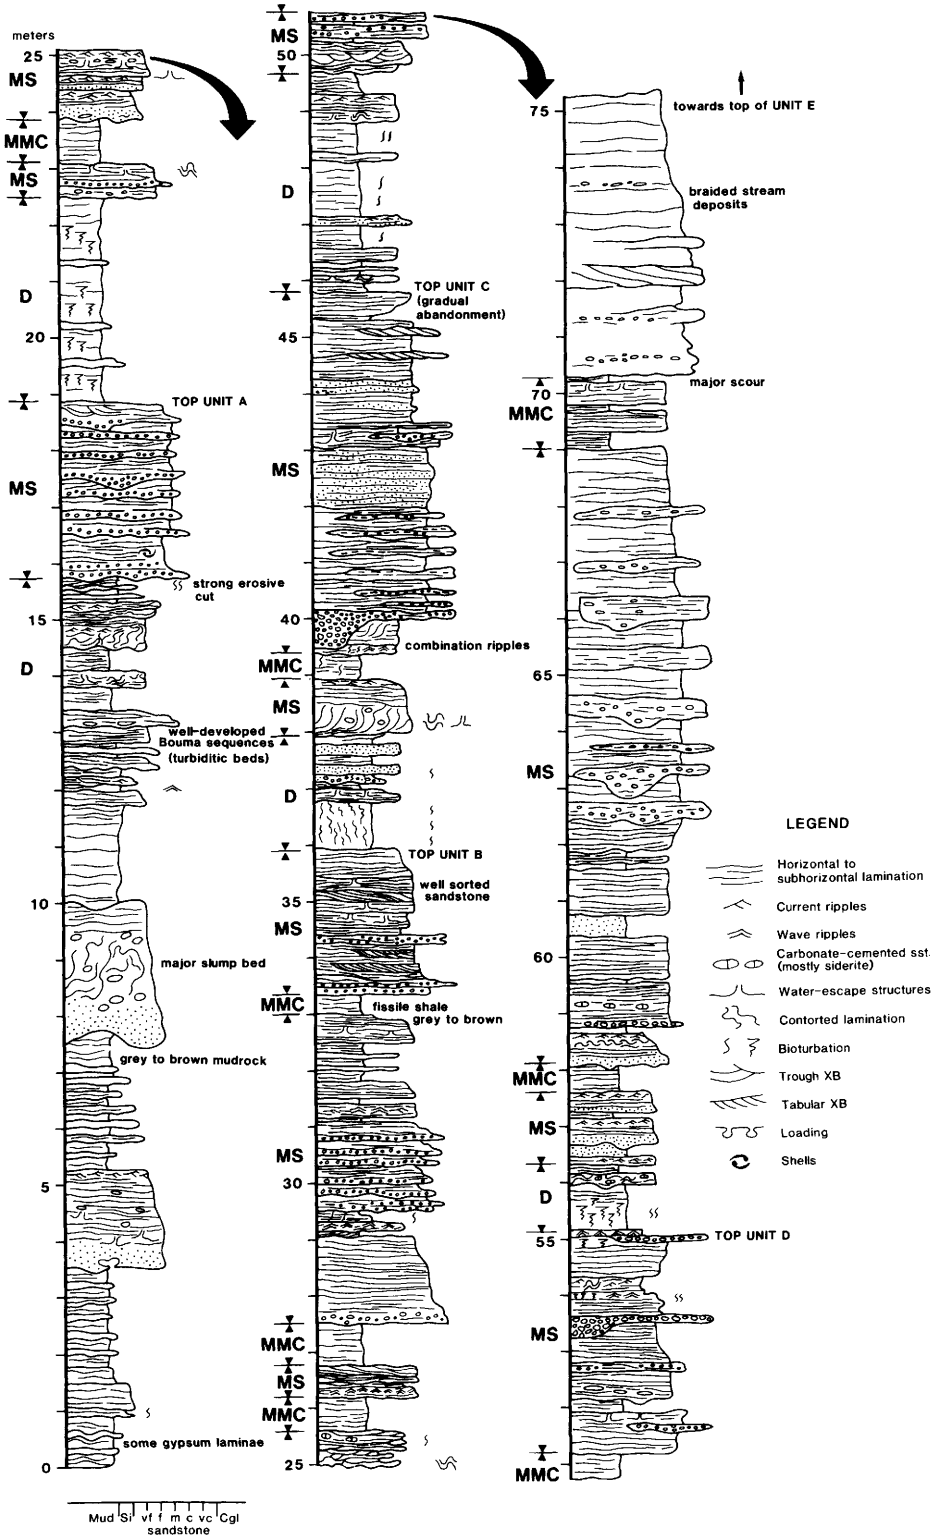 meters
25
MS
MMC
MS
D
20
TOP UNIT A
MS
strong erosive
cut
15
D
well-developed
Bouma sequences
(turbiditic beds)
10
major slump bed
grey to brown mudrock
5
some gypsum laminae
0
Mud Si vf f m c vc Cgl
sandstone
MS
50
D
TOP UNIT C
(gradual
abandonment)
45
MS
40
combination ripples
MMC
MS
D
TOP UNIT B
well sorted
sandstone
35
MS
MMC
fissile shale
grey to brown
MS
30
MMC
MS
MMC
25
towards top of UNIT E
75
braided stream
deposits
major scour
70
MMC
65
MS
60
MMC
MS
D
55
TOP UNIT D
MS
MMC
LEGEND
Horizontal to
subhorizontal lamination
Current ripples
Wave ripples
Carbonate-cemented sst.
(mostly siderite)
Water-escape structures
Contorted lamination
Bioturbation
Trough XB
Tabular XB
Loading
Shells